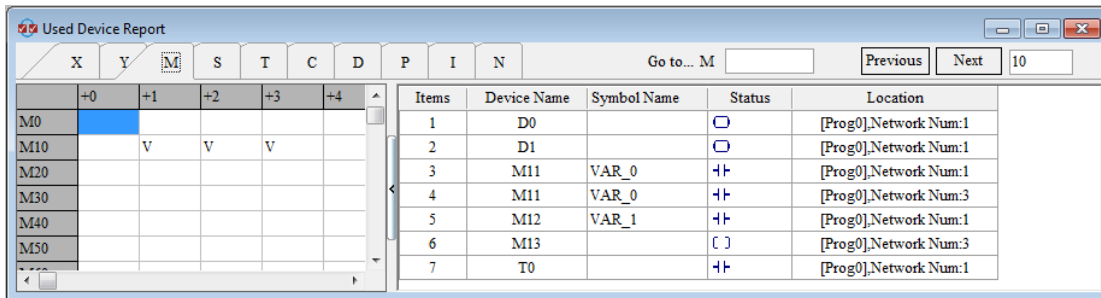 Used Device Report
X Y M S T C D P I N Go to... M Previous Next 10
+0 +1 +2 +3 +4 Items Device Name Symbol Name Status Location
M0 1 D0 [Prog0],Network Num:1
M10 V V V 2 D1 [Prog0],Network Num:1
M20 3 M11 VAR_0 [Prog0],Network Num:1
M30 4 M11 VAR_0 [Prog0],Network Num:3
M40 5 M12 VAR_1 [Prog0],Network Num:1
M50 6 M13 [Prog0],Network Num:3
7 T0 [Prog0],Network Num:1